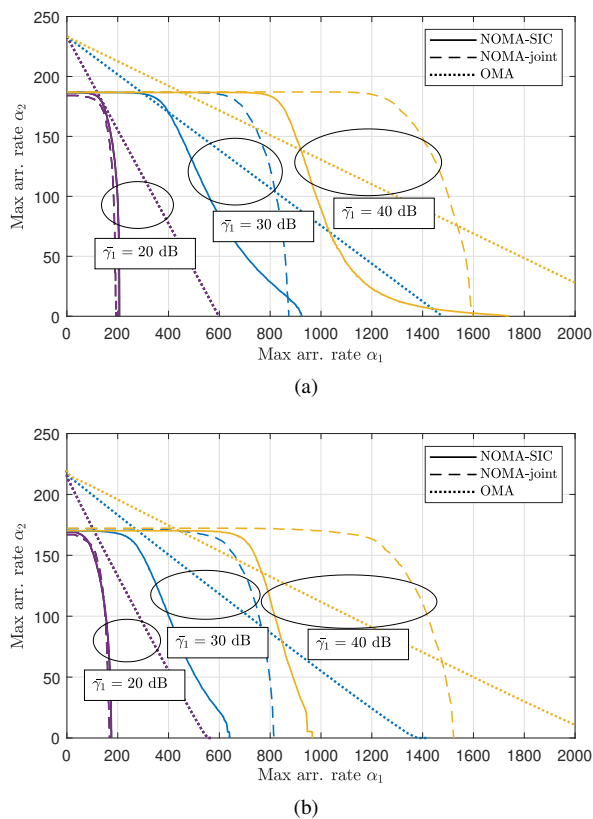 250
200
150
100
50
0
Max arr. rate α₂
NOMA-SIC
NOMA-joint
OMA
γ̄₁ = 20 dB
γ̄₁ = 30 dB
γ̄₁ = 40 dB
0 200 400 600 800 1000 1200 1400 1600 1800 2000
Max arr. rate α₁
(a)
250
200
150
100
50
0
Max arr. rate α₂
NOMA-SIC
NOMA-joint
OMA
γ̄₁ = 30 dB
γ̄₁ = 40 dB
γ̄₁ = 20 dB
0 200 400 600 800 1000 1200 1400 1600 1800 2000
Max arr. rate α₁
(b)